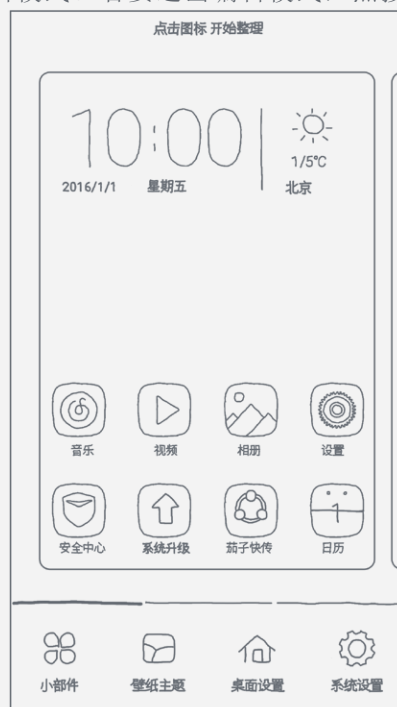 点击图标 开始整理
10:00
1/5℃
2016/1/1 星期五 北京
音乐 视频 相册 设置
1
安全中心 系统升级 茄子快传 日历
小部件 壁纸主题 桌面设置 系统设置